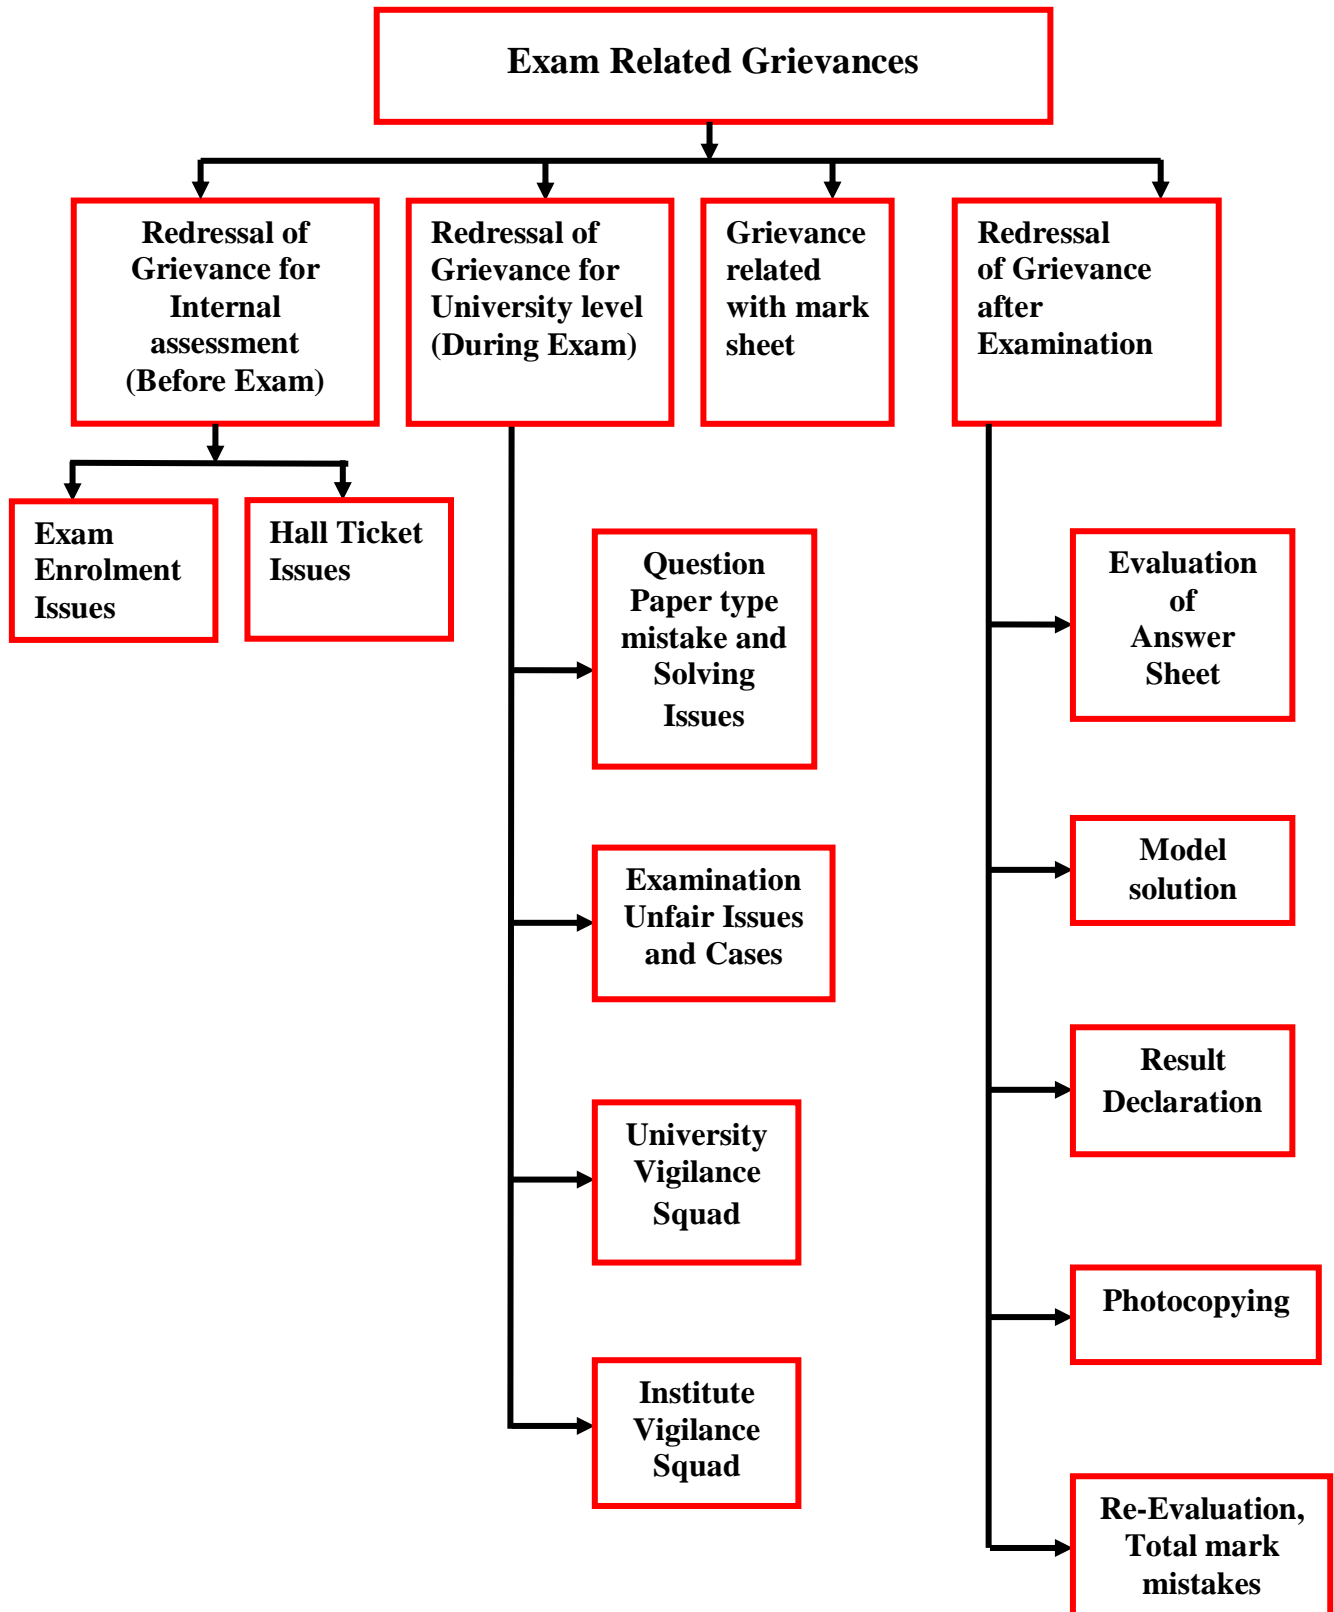 Exam Related Grievances
Redressal of
Grievance for
Internal
assessment
(Before Exam)
Redressal of
Grievance for
University level
(During Exam)
Grievance
related
with mark
sheet
Redressal
of Grievance
after
Examination
Exam
Enrolment
Issues
Hall Ticket
Issues
Question
Paper type
mistake and
Solving
Issues
Examination
Unfair Issues
and Cases
University
Vigilance
Squad
Institute
Vigilance
Squad
Evaluation
of
Answer
Sheet
Model
solution
Result
Declaration
Photocopying
Re-Evaluation,
Total mark
mistakes